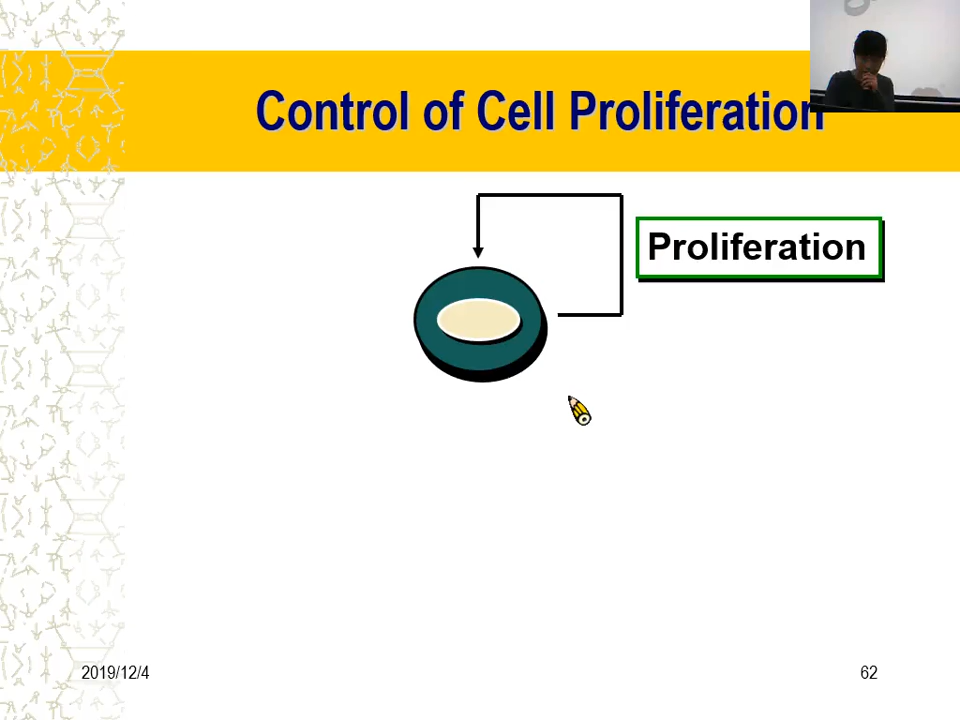 Control of Cell Proliferation
Proliferation
2019/12/4
62